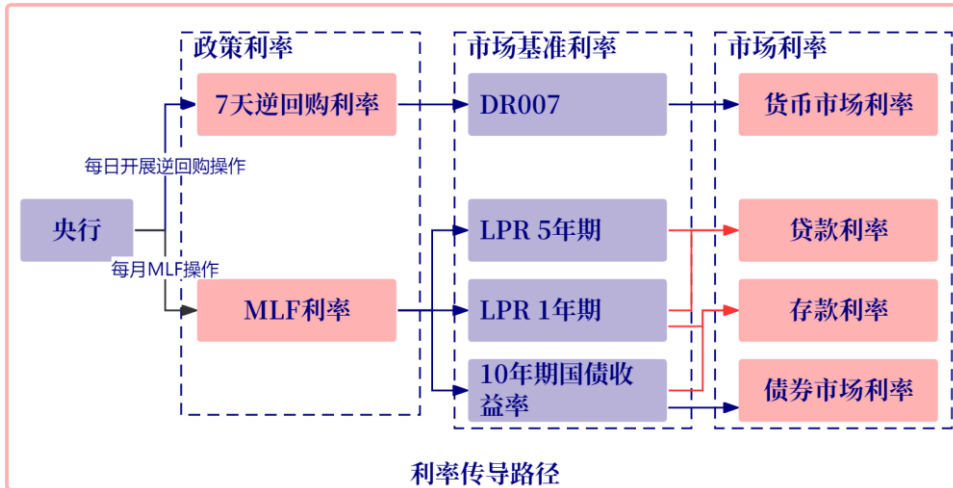 政策利率
市场基准利率
市场利率
7天逆回购利率
DR007
货币市场利率
每日开展逆回购操作
央行
LPR 5年期
贷款利率
每月MLF操作
MLF利率
LPR 1年期
存款利率
10年期国债收
益率
债券市场利率
利率传导路径